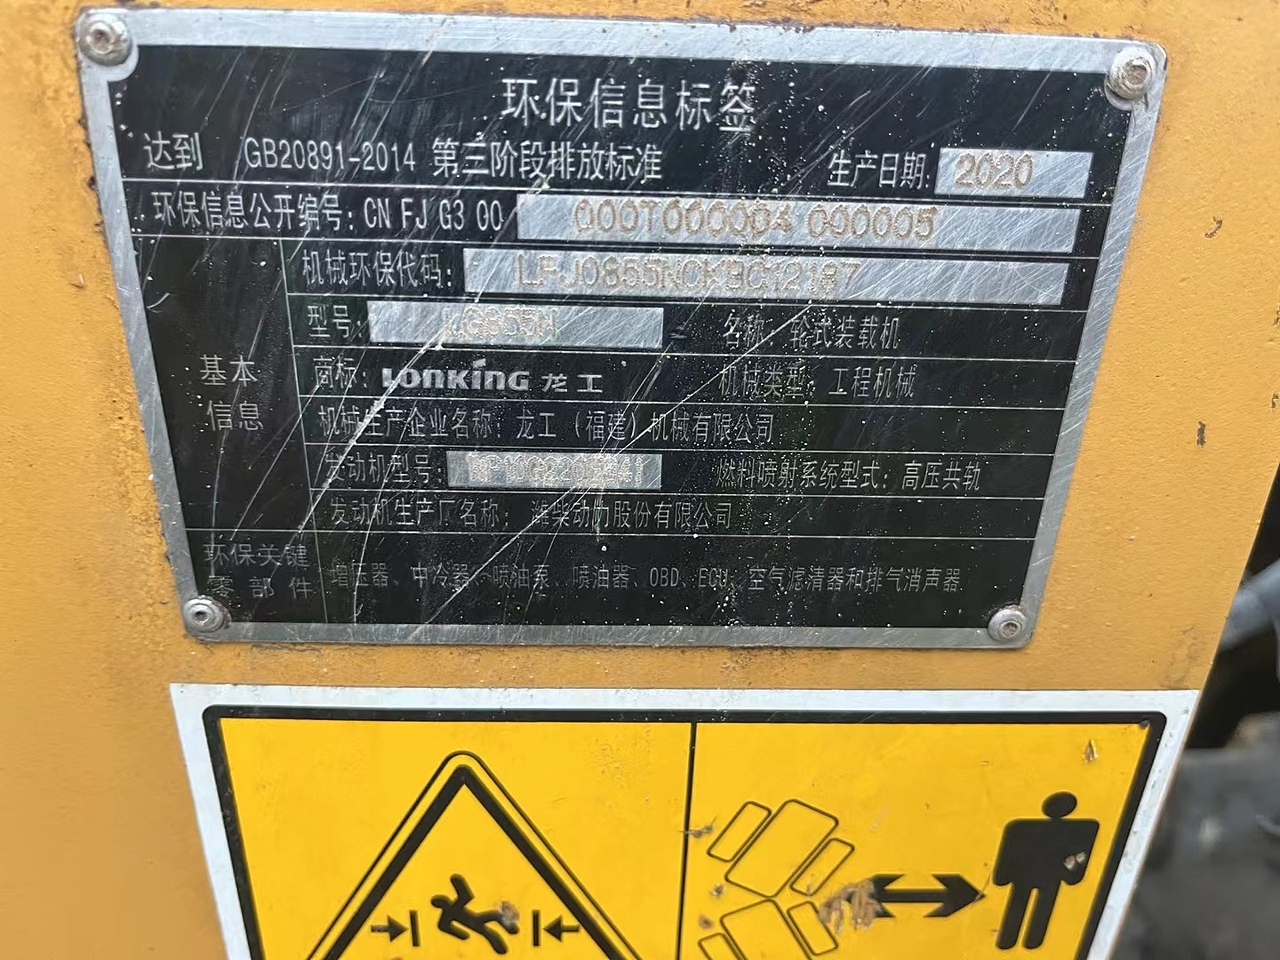 环保信息标签
达到 GB20891-2014 第三阶段排放标准 生产日期: 2020
环保信息公开编号: CN FJ G3 00 000T000004 000005
机械环保代码:
型号: LG855N 名称: 轮式装载机
基本信息
商标: LONKING 龙工 机械类型: 工程机械
机械生产企业名称: 龙工（福建）机械有限公司
发动机型号: 燃料喷射系统型式: 高压共轨
发动机生产厂名称: 潍柴动力股份有限公司
环保关键零部件 增压器、中冷器、喷油泵、喷油器、OBD、ECU、空气滤清器和排气消声器